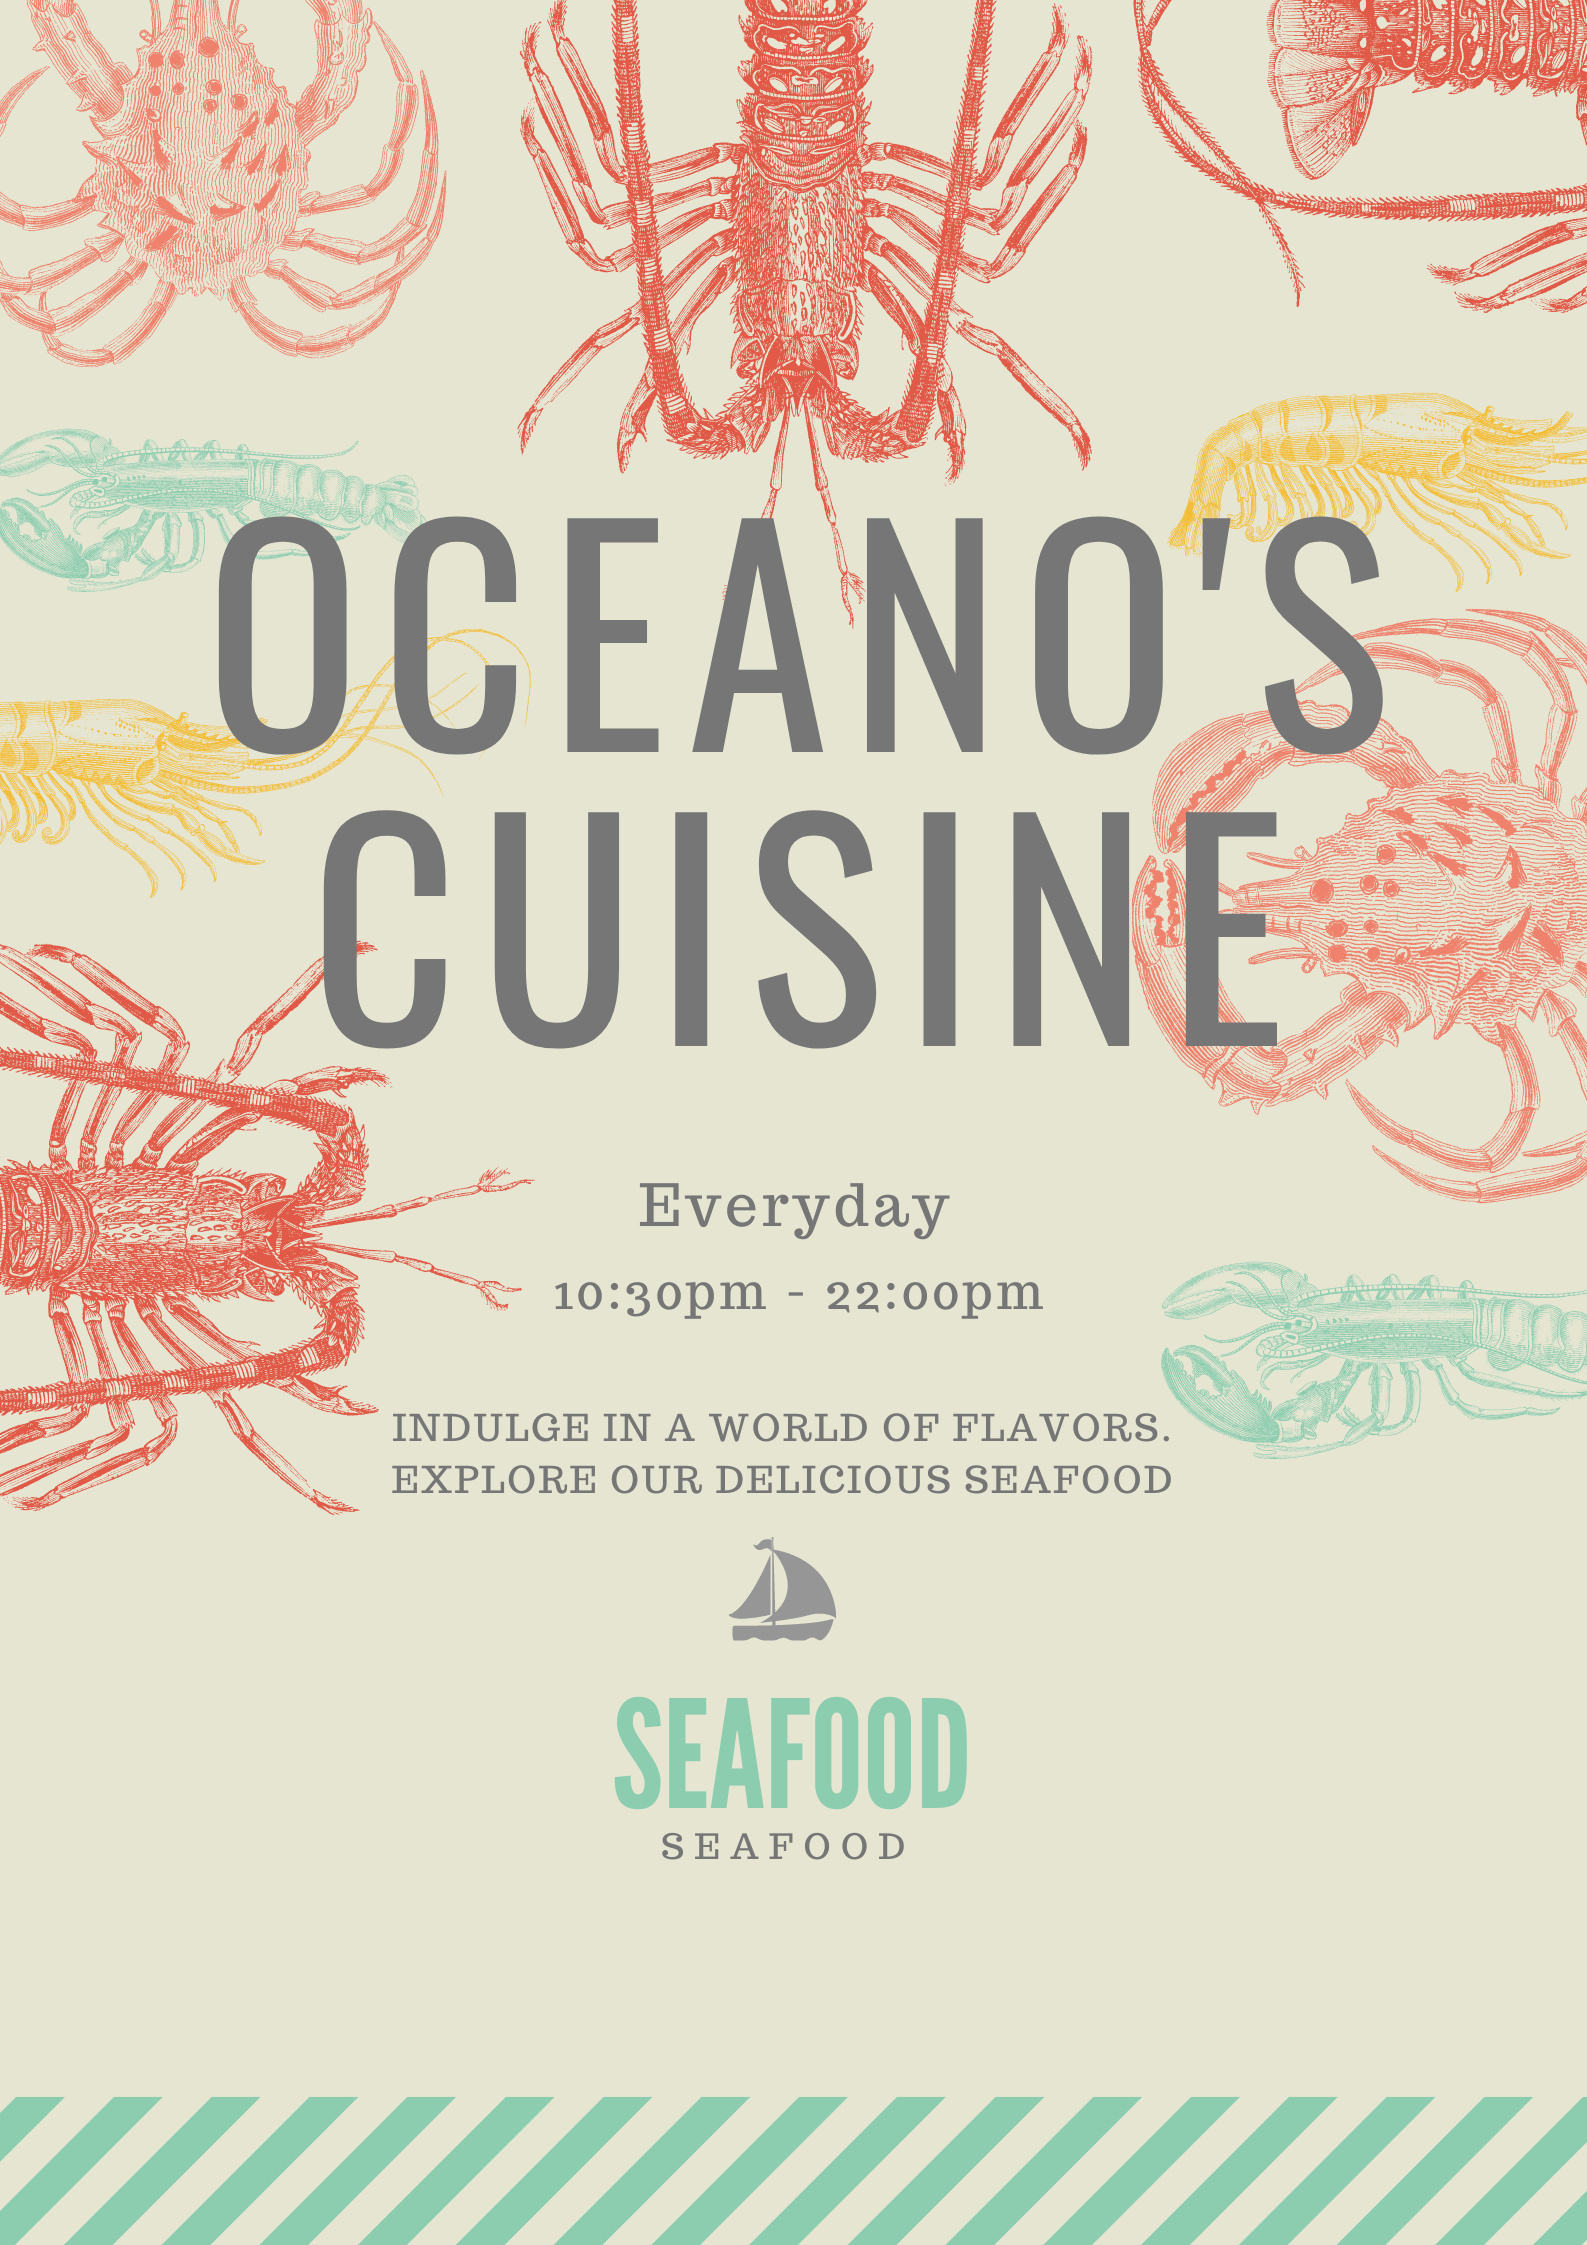 OCEANO'S
CUISINE
Everyday
10:30pm - 22:00pm
INDULGE IN A WORLD OF FLAVORS.
EXPLORE OUR DELICIOUS SEAFOOD
SEAFOOD
SEAFOOD